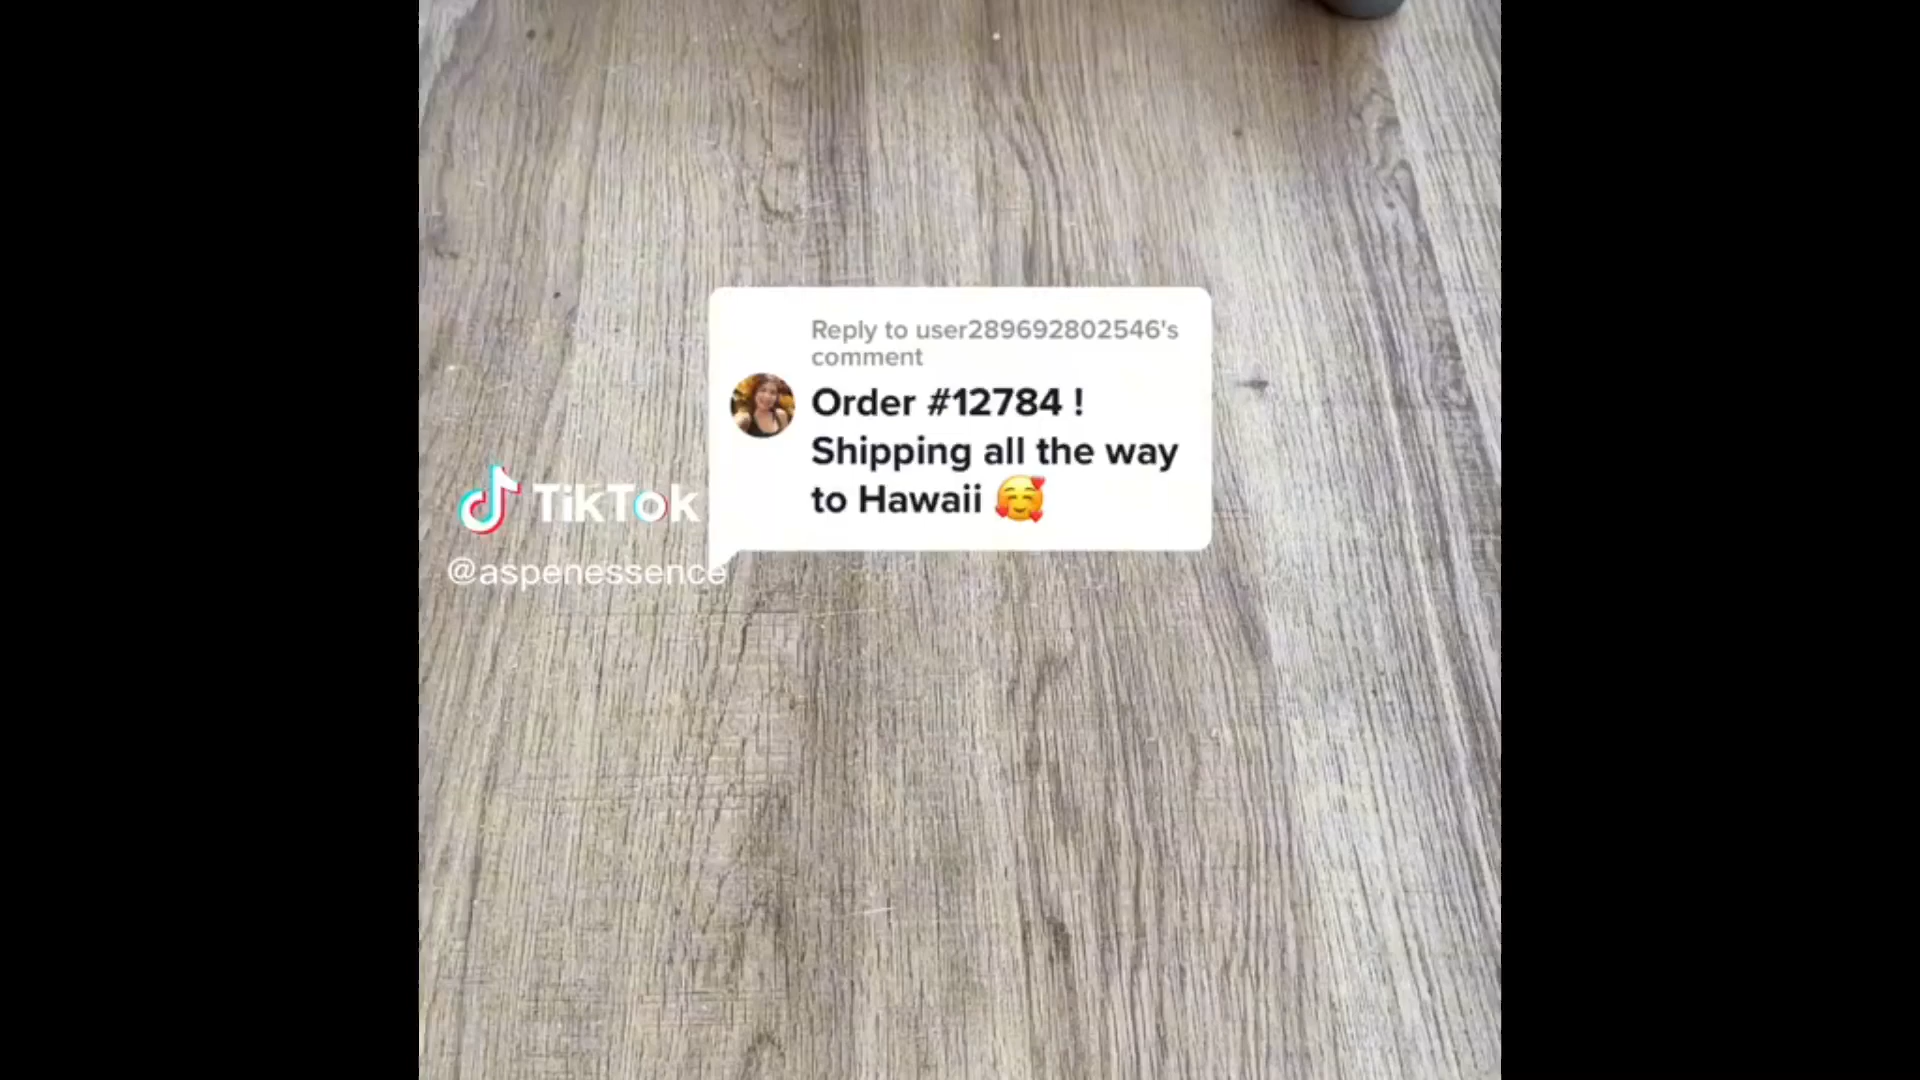 Reply to user289692802546's
comment
Order #12784 !
Shipping all the way
to Hawaii 🥰
TikTok
@aspenessence